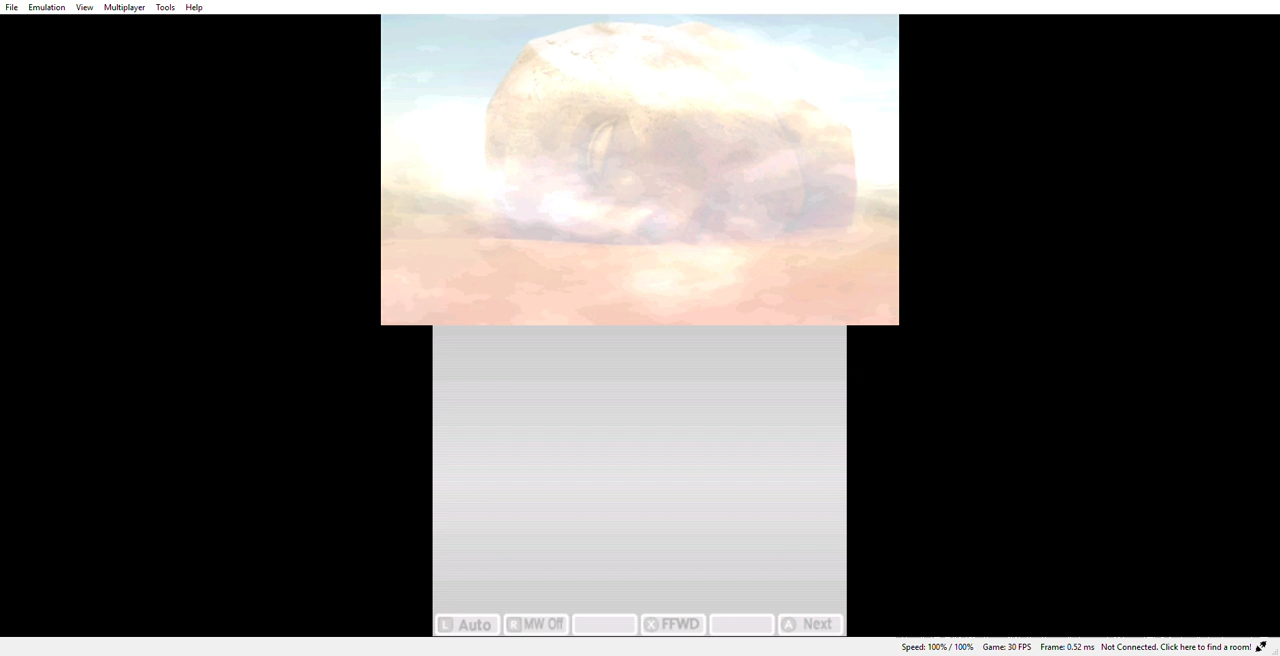 File Emulation View Multiplayer Tools Help
L Auto R MW Off X FFWD A Next
Speed: 100% / 100% Game: 30 FPS Frame: 0.52 ms Not Connected. Click here to find a room!